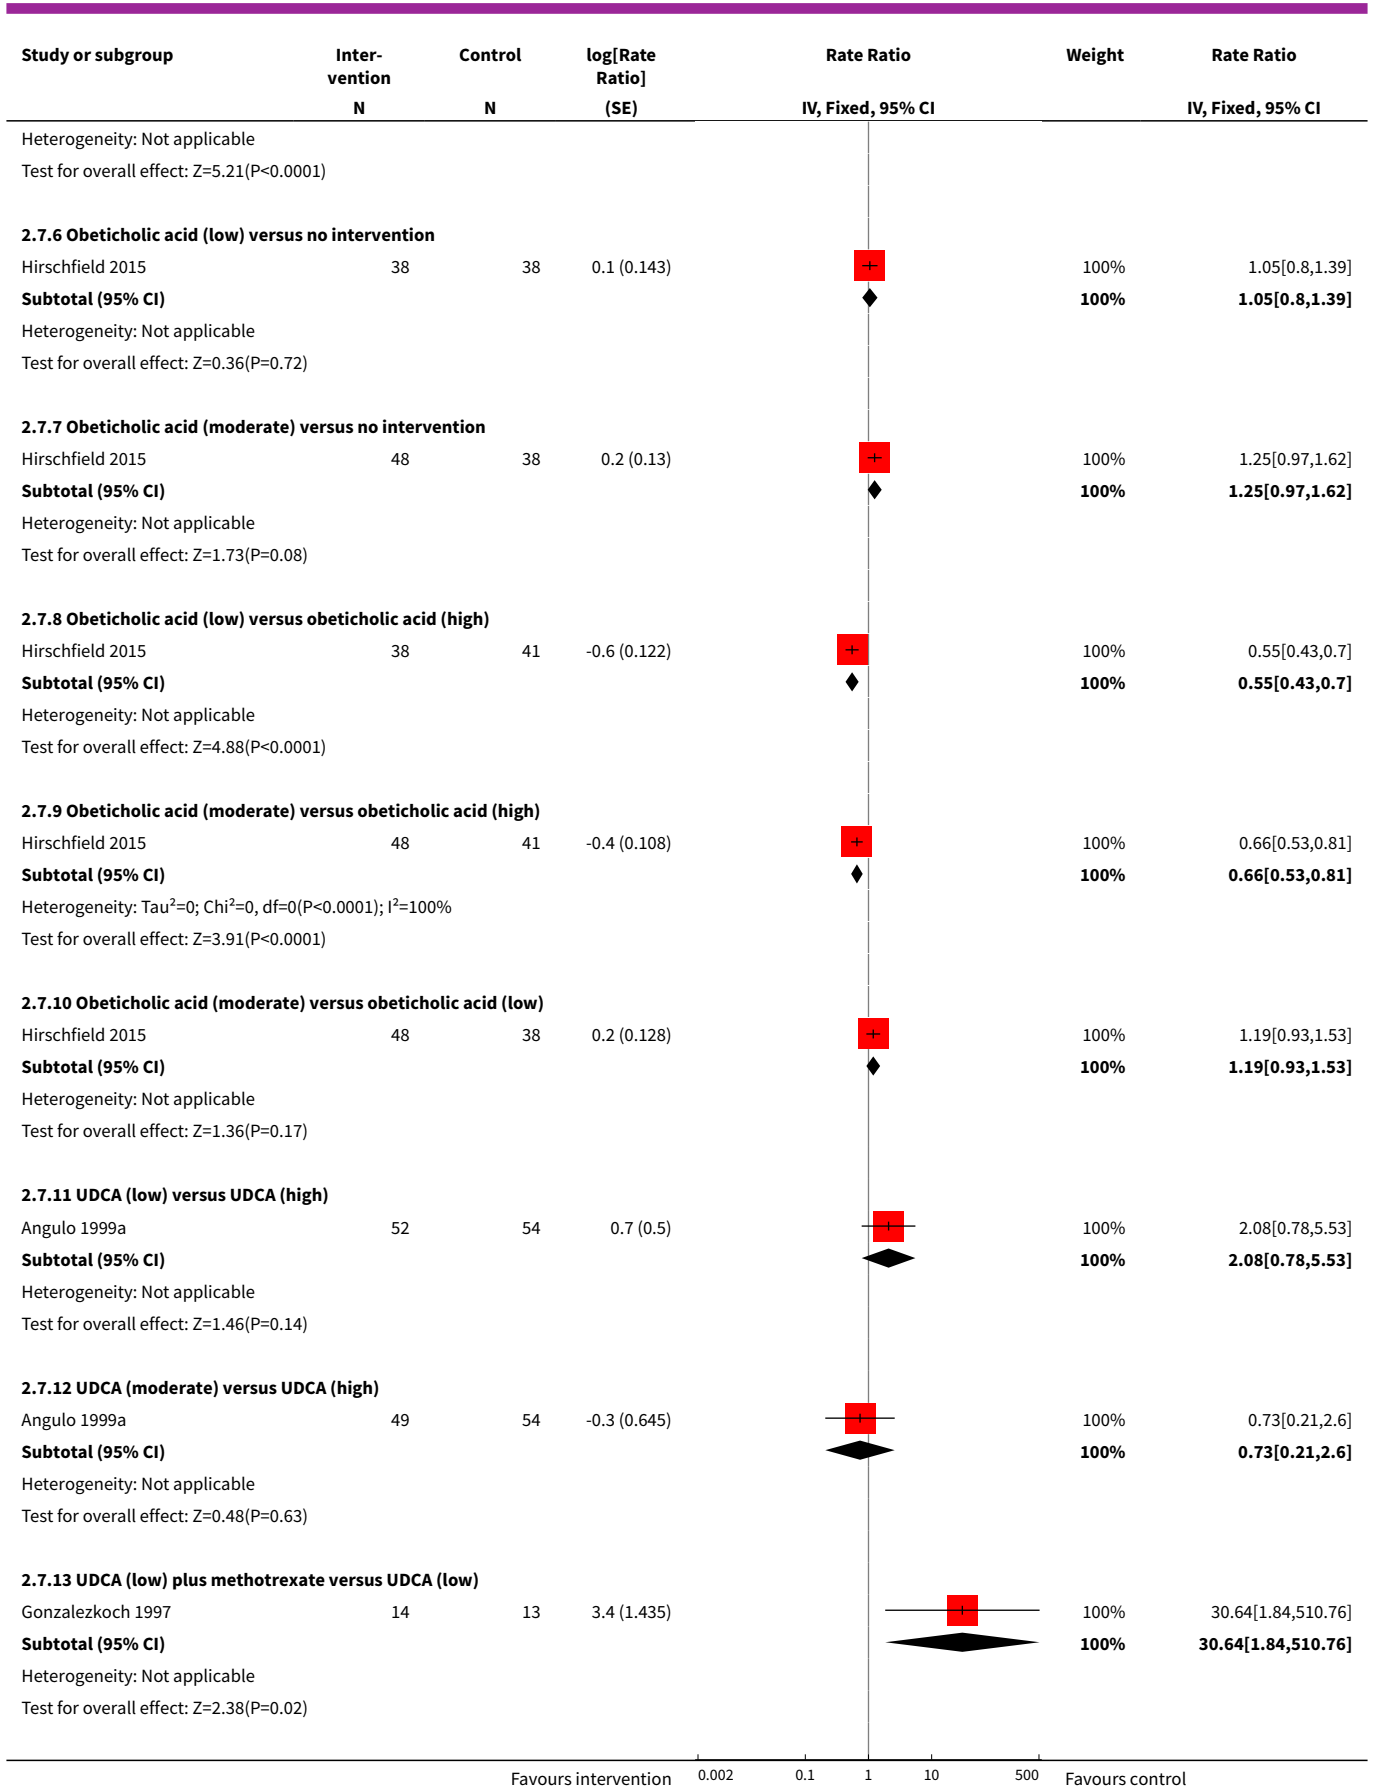 Study or subgroup Inter- Control log[Rate Rate Ratio Weight Rate Ratio
vention Ratio]
N N (SE) IV, Fixed, 95% CI IV, Fixed, 95% CI
Heterogeneity: Not applicable
Test for overall effect: Z=5.21(P<0.0001)
2.7.6 Obeticholic acid (low) versus no intervention
Hirschfield 2015 38 38 0.1 (0.143) 100% 1.05[0.8,1.39]
Subtotal (95% CI) 100% 1.05[0.8,1.39]
Heterogeneity: Not applicable
Test for overall effect: Z=0.36(P=0.72)
2.7.7 Obeticholic acid (moderate) versus no intervention
Hirschfield 2015 48 38 0.2 (0.13) 100% 1.25[0.97,1.62]
Subtotal (95% CI) 100% 1.25[0.97,1.62]
Heterogeneity: Not applicable
Test for overall effect: Z=1.73(P=0.08)
2.7.8 Obeticholic acid (low) versus obeticholic acid (high)
Hirschfield 2015 38 41 -0.6 (0.122) 100% 0.55[0.43,0.7]
Subtotal (95% CI) 100% 0.55[0.43,0.7]
Heterogeneity: Not applicable
Test for overall effect: Z=4.88(P<0.0001)
2.7.9 Obeticholic acid (moderate) versus obeticholic acid (high)
Hirschfield 2015 48 41 -0.4 (0.108) 100% 0.66[0.53,0.81]
Subtotal (95% CI) 100% 0.66[0.53,0.81]
Heterogeneity: Tau²=0; Chi²=0, df=0(P<0.0001); I²=100%
Test for overall effect: Z=3.91(P<0.0001)
2.7.10 Obeticholic acid (moderate) versus obeticholic acid (low)
Hirschfield 2015 48 38 0.2 (0.128) 100% 1.19[0.93,1.53]
Subtotal (95% CI) 100% 1.19[0.93,1.53]
Heterogeneity: Not applicable
Test for overall effect: Z=1.36(P=0.17)
2.7.11 UDCA (low) versus UDCA (high)
Angulo 1999a 52 54 0.7 (0.5) 100% 2.08[0.78,5.53]
Subtotal (95% CI) 100% 2.08[0.78,5.53]
Heterogeneity: Not applicable
Test for overall effect: Z=1.46(P=0.14)
2.7.12 UDCA (moderate) versus UDCA (high)
Angulo 1999a 49 54 -0.3 (0.645) 100% 0.73[0.21,2.6]
Subtotal (95% CI) 100% 0.73[0.21,2.6]
Heterogeneity: Not applicable
Test for overall effect: Z=0.48(P=0.63)
2.7.13 UDCA (low) plus methotrexate versus UDCA (low)
Gonzalezkoch 1997 14 13 3.4 (1.435) 100% 30.64[1.84,510.76]
Subtotal (95% CI) 100% 30.64[1.84,510.76]
Heterogeneity: Not applicable
Test for overall effect: Z=2.38(P=0.02)
Favours intervention 0.002 0.1 1 10 500 Favours control